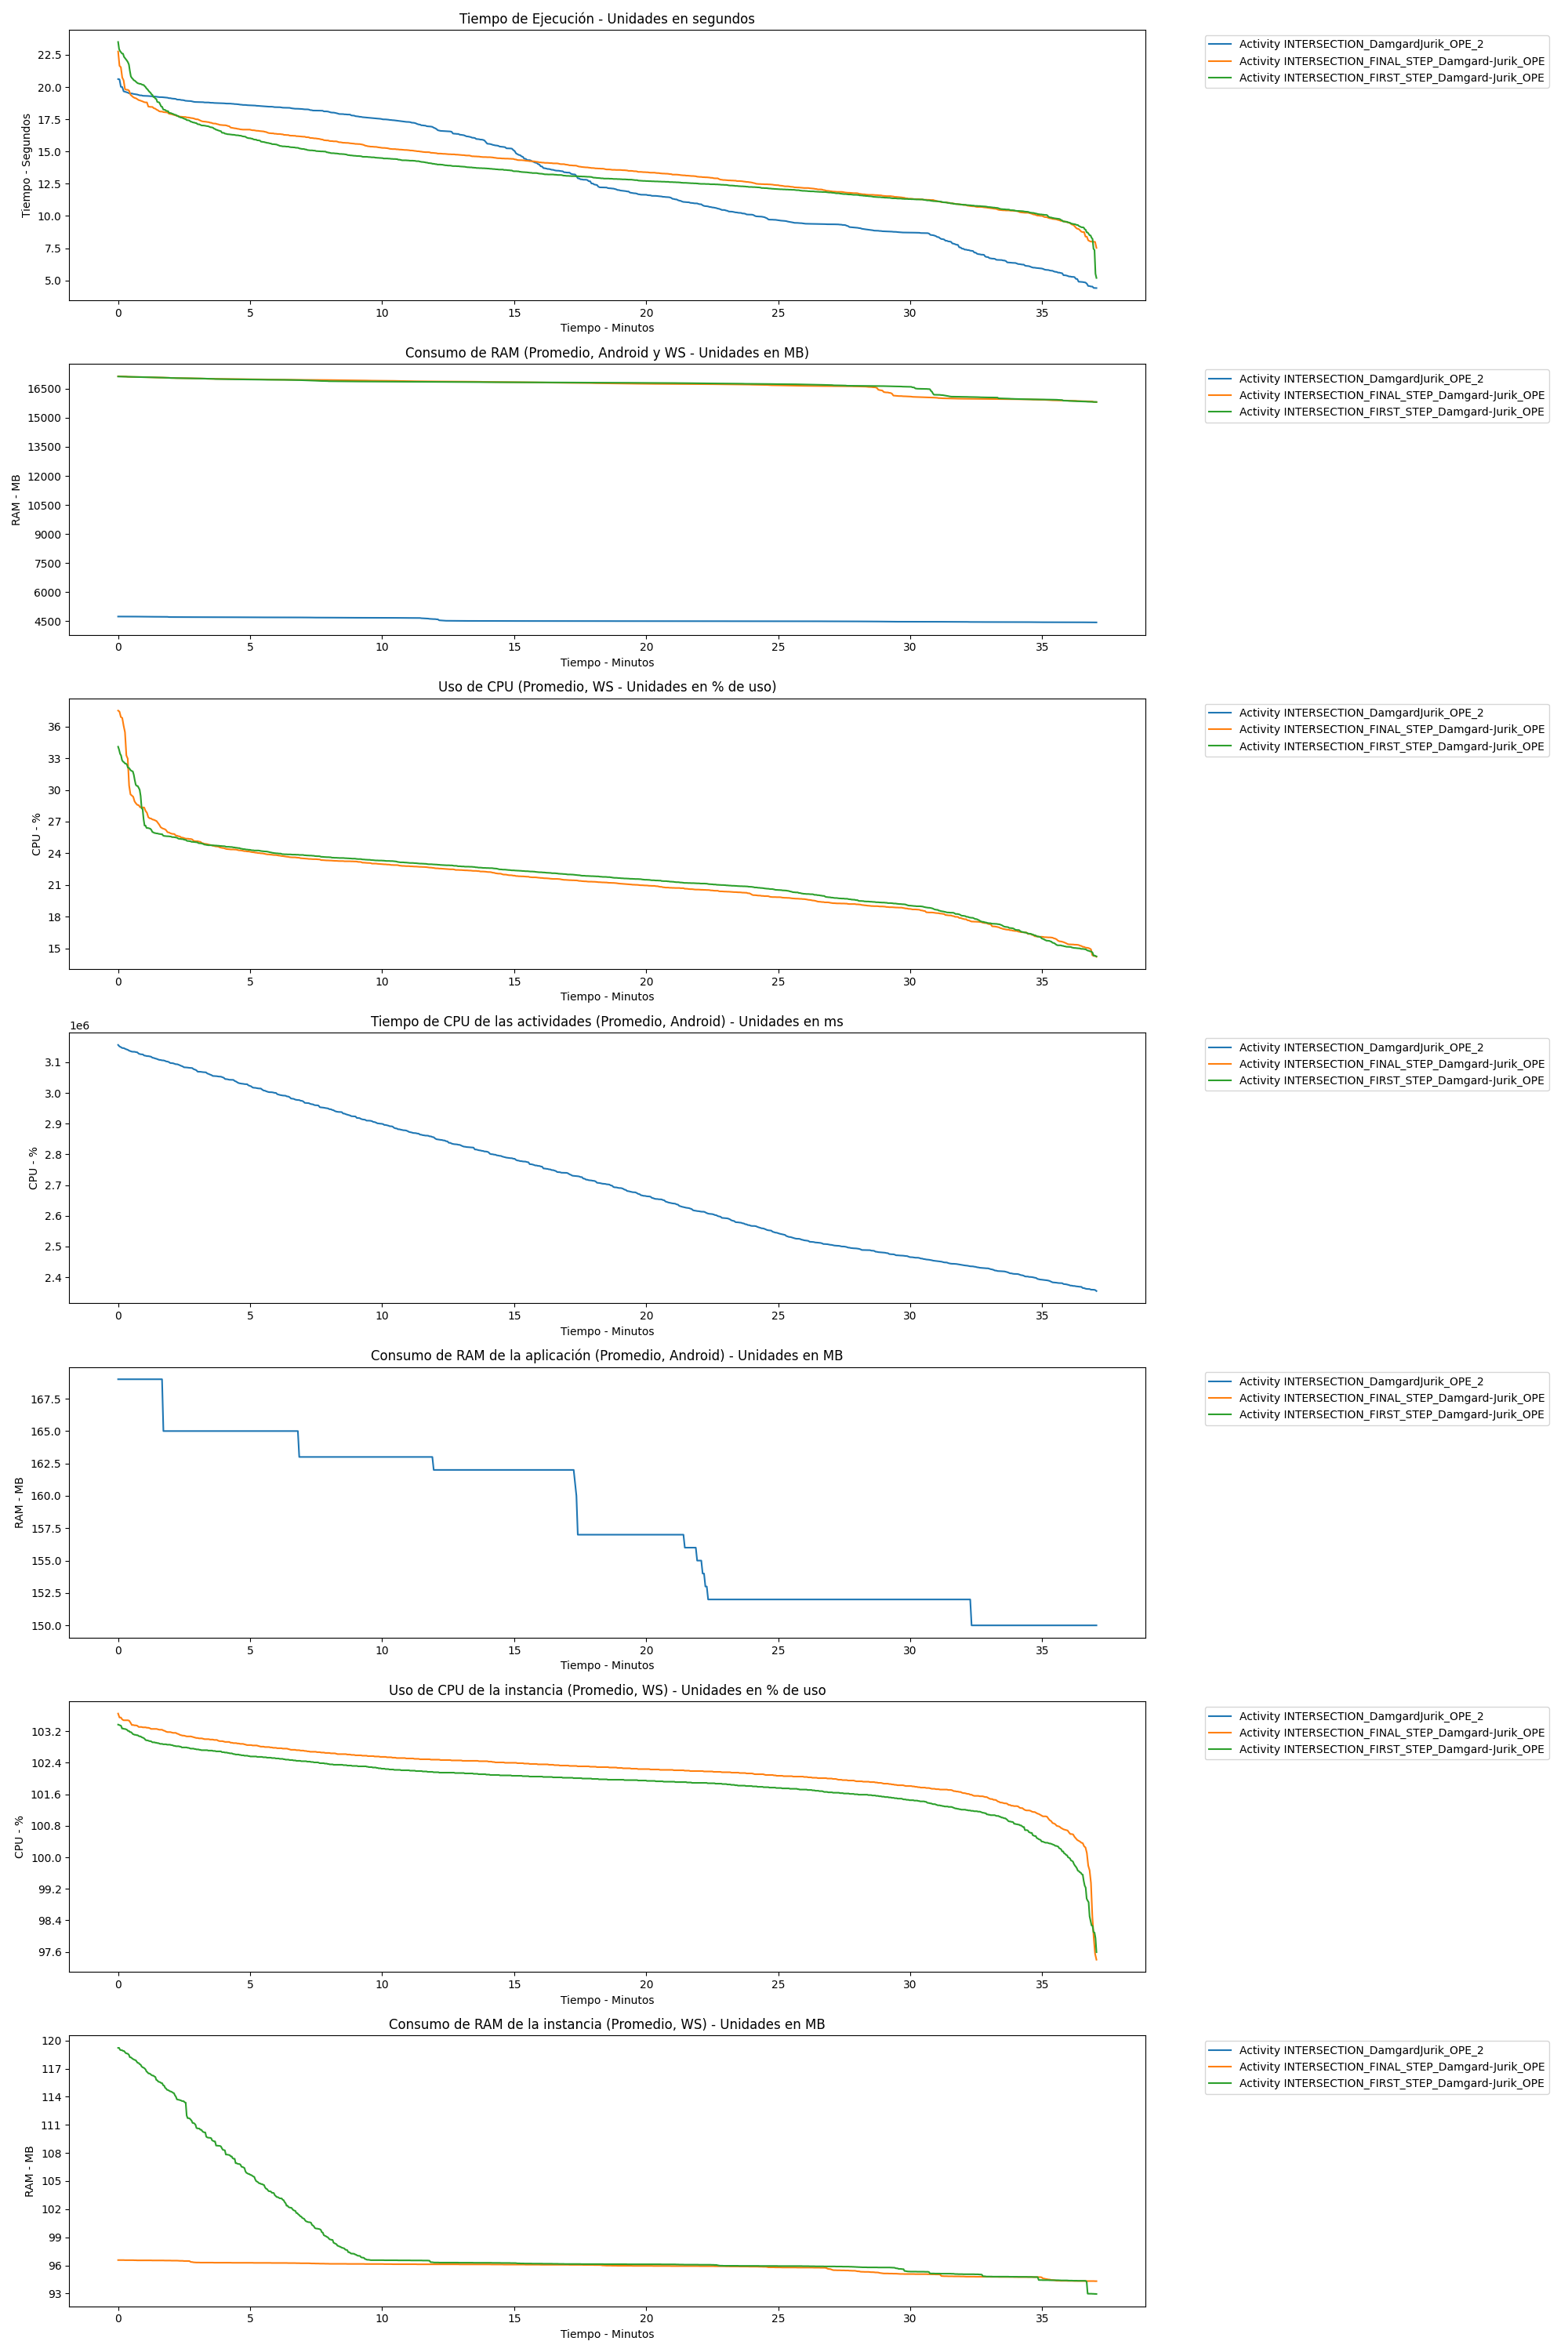 Tiempo de Ejecución - Unidades en segundos
Tiempo - Segundos
22.5
20.0
17.5
15.0
12.5
10.0
7.5
5.0
0 5 10 15 20 25 30 35
Tiempo - Minutos
Activity INTERSECTION_DamgardJurik_OPE_2
Activity INTERSECTION_FINAL_STEP_Damgard-Jurik_OPE
Activity INTERSECTION_FIRST_STEP_Damgard-Jurik_OPE
Consumo de RAM (Promedio, Android y WS - Unidades en MB)
RAM - MB
16500
15000
13500
12000
10500
9000
7500
6000
4500
0 5 10 15 20 25 30 35
Tiempo - Minutos
Activity INTERSECTION_DamgardJurik_OPE_2
Activity INTERSECTION_FINAL_STEP_Damgard-Jurik_OPE
Activity INTERSECTION_FIRST_STEP_Damgard-Jurik_OPE
Uso de CPU (Promedio, WS - Unidades en % de uso)
CPU - %
36
33
30
27
24
21
18
15
0 5 10 15 20 25 30 35
Tiempo - Minutos
Activity INTERSECTION_DamgardJurik_OPE_2
Activity INTERSECTION_FINAL_STEP_Damgard-Jurik_OPE
Activity INTERSECTION_FIRST_STEP_Damgard-Jurik_OPE
Tiempo de CPU de las actividades (Promedio, Android) - Unidades en ms
1e6
CPU - %
3.1
3.0
2.9
2.8
2.7
2.6
2.5
2.4
0 5 10 15 20 25 30 35
Tiempo - Minutos
Activity INTERSECTION_DamgardJurik_OPE_2
Activity INTERSECTION_FINAL_STEP_Damgard-Jurik_OPE
Activity INTERSECTION_FIRST_STEP_Damgard-Jurik_OPE
Consumo de RAM de la aplicación (Promedio, Android) - Unidades en MB
RAM - MB
167.5
165.0
162.5
160.0
157.5
155.0
152.5
150.0
0 5 10 15 20 25 30 35
Tiempo - Minutos
Activity INTERSECTION_DamgardJurik_OPE_2
Activity INTERSECTION_FINAL_STEP_Damgard-Jurik_OPE
Activity INTERSECTION_FIRST_STEP_Damgard-Jurik_OPE
Uso de CPU de la instancia (Promedio, WS) - Unidades en % de uso
CPU - %
103.2
102.4
101.6
100.8
100.0
99.2
98.4
97.6
0 5 10 15 20 25 30 35
Tiempo - Minutos
Activity INTERSECTION_DamgardJurik_OPE_2
Activity INTERSECTION_FINAL_STEP_Damgard-Jurik_OPE
Activity INTERSECTION_FIRST_STEP_Damgard-Jurik_OPE
Consumo de RAM de la instancia (Promedio, WS) - Unidades en MB
RAM - MB
120
117
114
111
108
105
102
99
96
93
0 5 10 15 20 25 30 35
Tiempo - Minutos
Activity INTERSECTION_DamgardJurik_OPE_2
Activity INTERSECTION_FINAL_STEP_Damgard-Jurik_OPE
Activity INTERSECTION_FIRST_STEP_Damgard-Jurik_OPE